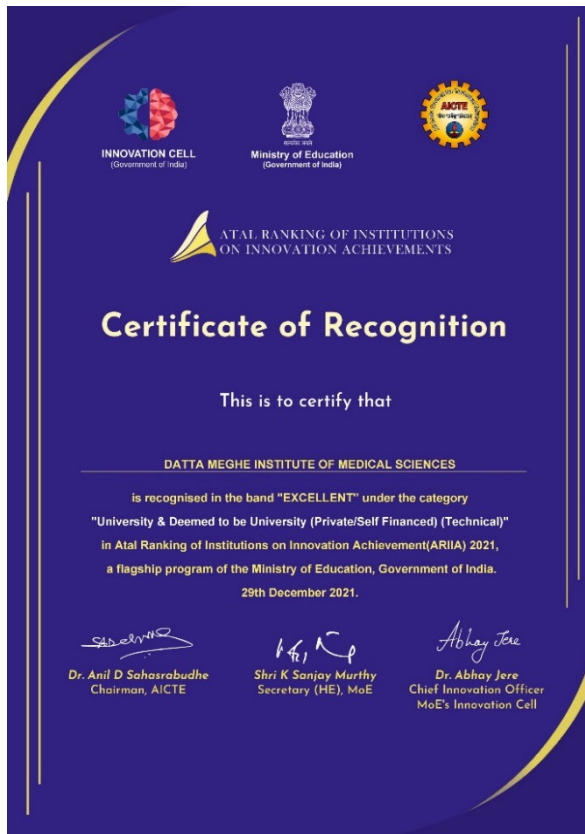 INNOVATION CELL
(Government of India)
सत्यमेव जयते
Ministry of Education
(Government of India)
AICTE
ATAL RANKING OF INSTITUTIONS
ON INNOVATION ACHIEVEMENTS
Certificate of Recognition
This is to certify that
DATTA MEGHE INSTITUTE OF MEDICAL SCIENCES
is recognised in the band "EXCELLENT" under the category
"University & Deemed to be University (Private/Self Financed) (Technical)"
in Atal Ranking of Institutions on Innovation Achievement(ARIIA) 2021,
a flagship program of the Ministry of Education, Government of India.
29th December 2021.
Abhay Jere
Dr. Anil D Sahasrabudhe
Chairman, AICTE
Shri K Sanjay Murthy
Secretary (HE), MoE
Dr. Abhay Jere
Chief Innovation Officer
MoE's Innovation Cell